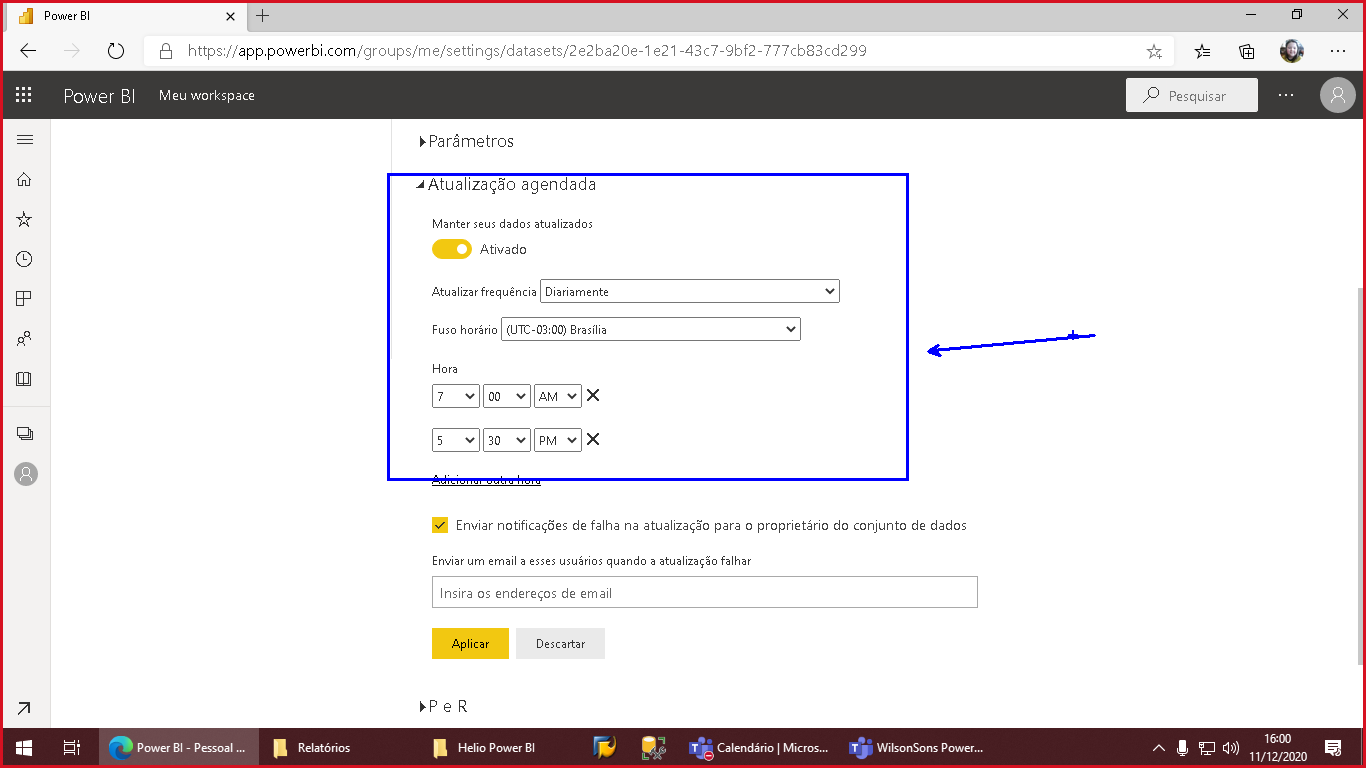 Power BI
https://app.powerbi.com/groups/me/settings/datasets/2e2ba20e-1e21-43c7-9bf2-777cb83cd299
Power BI Meu workspace Pesquisar
Parâmetros
Atualização agendada
Manter seus dados atualizados
Ativado
Atualizar frequência Diariamente
Fuso horário (UTC-03:00) Brasília
Hora
7 00 AM
5 30 PM
Adicionar outra hora
Enviar notificações de falha na atualização para o proprietário do conjunto de dados
Enviar um email a esses usuários quando a atualização falhar
Insira os endereços de email
Aplicar Descartar
P e R
Power BI - Pessoal ... Relatórios Helio Power BI Calendário | Micros... WilsonSons Power... 16:00
11/12/2020